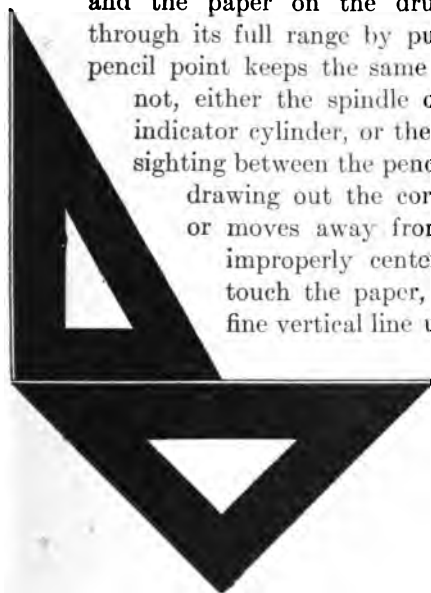 and the paper on the dru
through its full range by pu
pencil point keeps the same
not, either the spindle
indicator cylinder, or the
sighting between the penc
drawing out the cor
or moves away from
improperly cente
touch the paper,
fine vertical line u